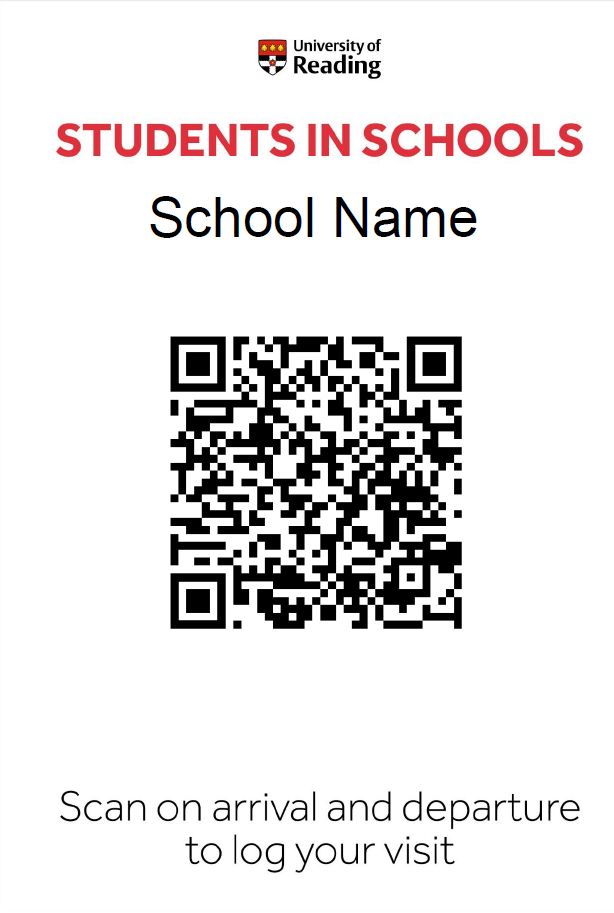 University of
Reading
STUDENTS IN SCHOOLS
School Name
Scan on arrival and departure
to log your visit